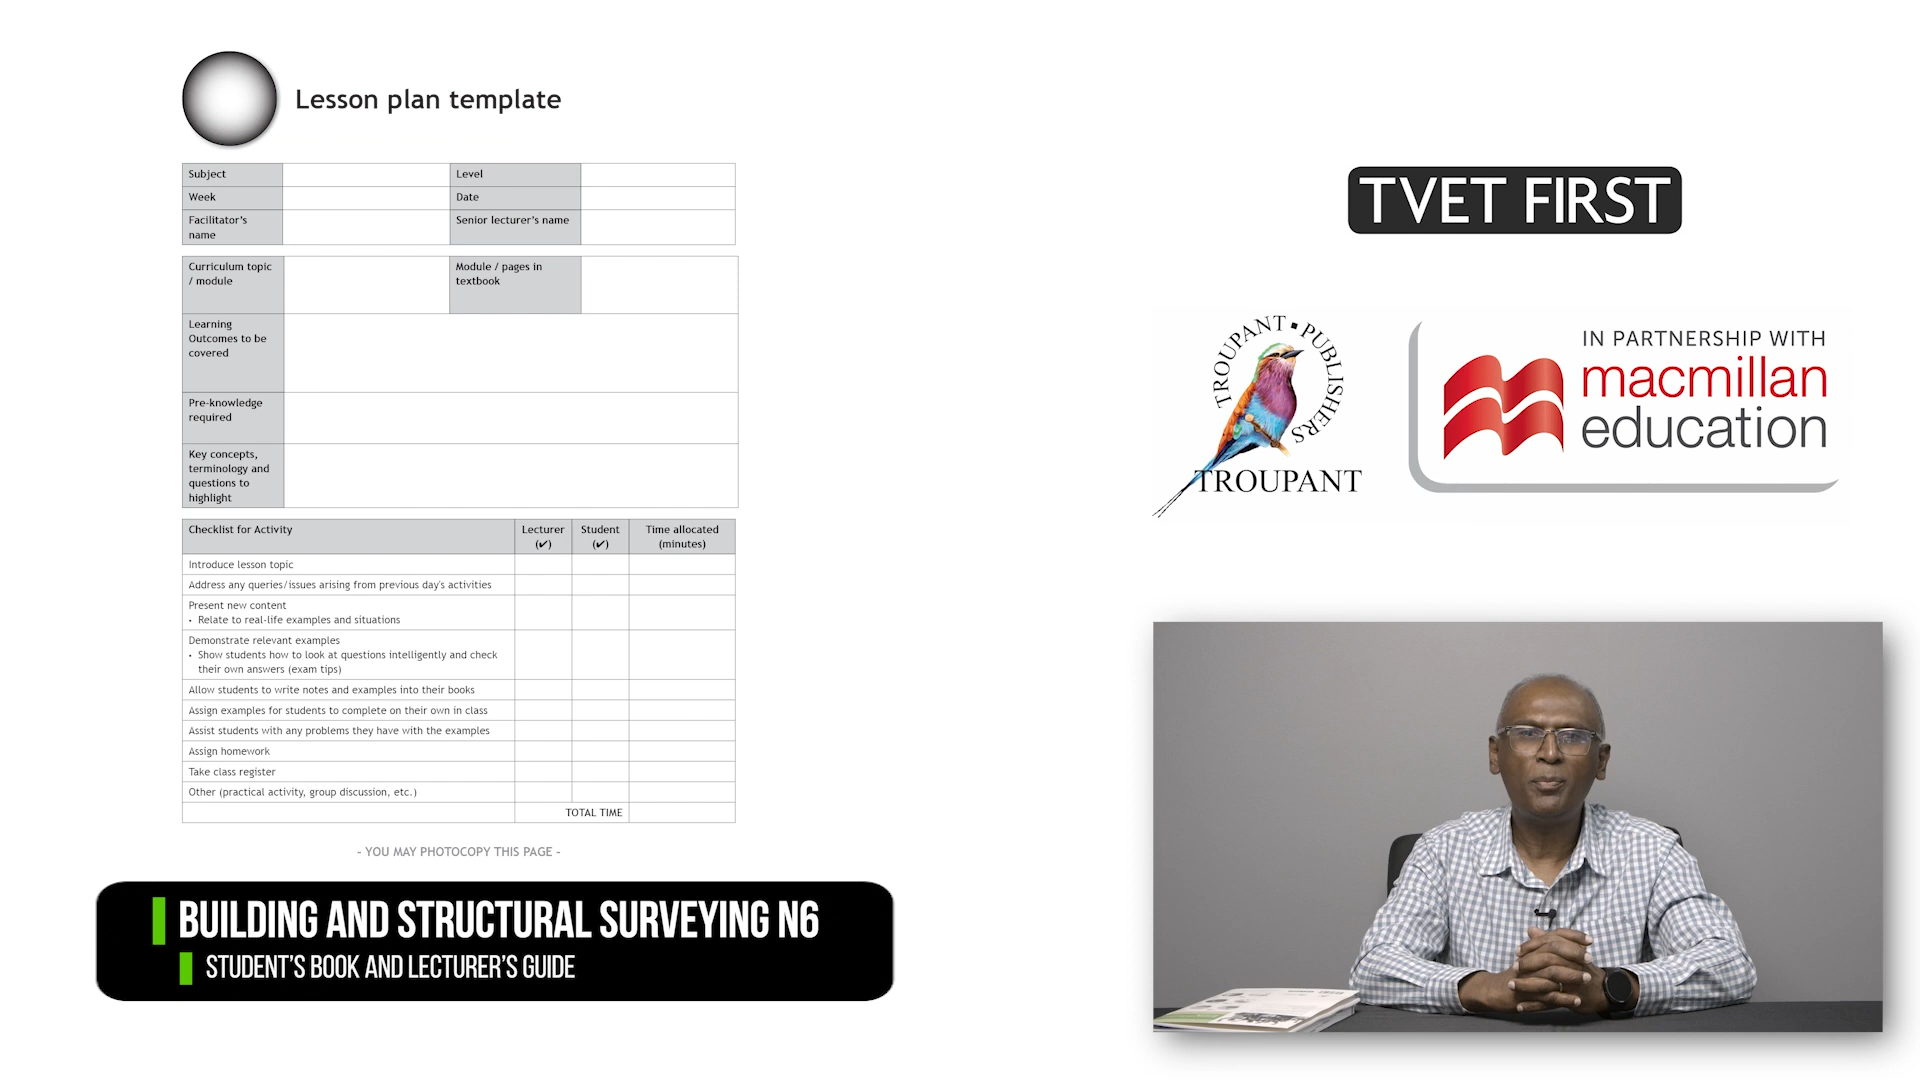 Lesson plan template
Subject
Level
Week
Date
Facilitator's
name
Senior lecturer's name
Curriculum topic
/ module
Module / pages in
textbook
Learning
Outcomes to be
covered
Pre-knowledge
required
Key concepts,
terminology and
questions to
highlight
Checklist for Activity
Lecturer
(✔)
Student
(✔)
Time allocated
(minutes)
Introduce lesson topic
Address any queries/issues arising from previous day's activities
Present new content
• Relate to real-life examples and situations
Demonstrate relevant examples
• Show students how to look at questions intelligently and check
their own answers (exam tips)
Allow students to write notes and examples into their books
Assign examples for students to complete on their own in class
Assist students with any problems they have with the examples
Assign homework
Take class register
Other (practical activity, group discussion, etc.)
TOTAL TIME
- YOU MAY PHOTOCOPY THIS PAGE -
BUILDING AND STRUCTURAL SURVEYING N6
STUDENT'S BOOK AND LECTURER'S GUIDE
TVET FIRST
TROUPANT ▪ PUBLISHERS
TROUPANT
IN PARTNERSHIP WITH
macmillan
education